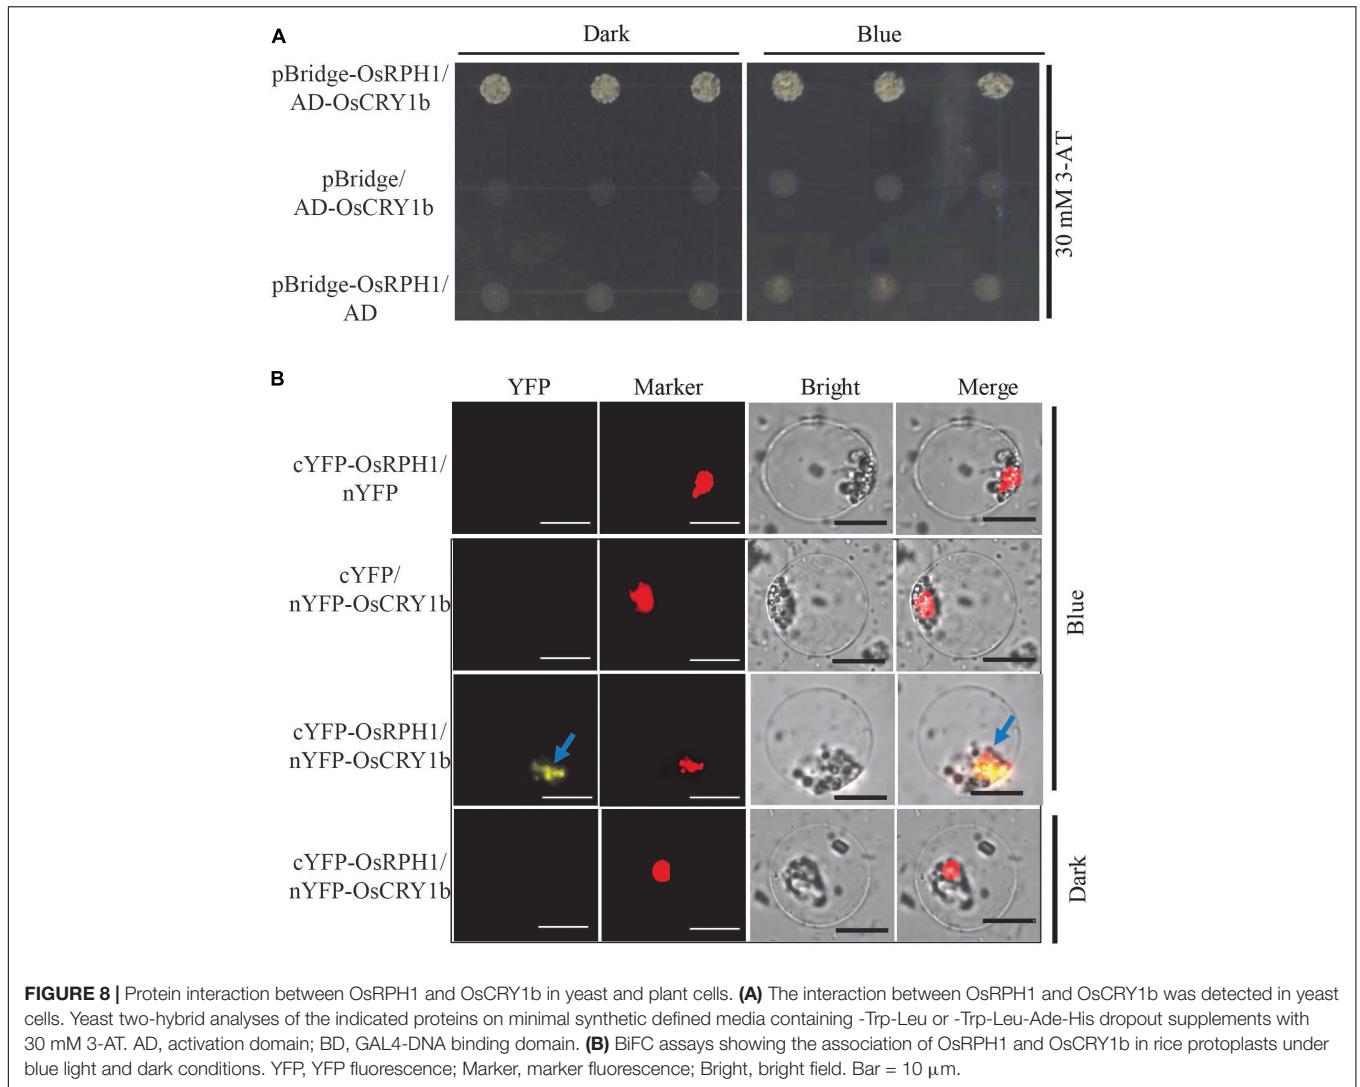 A
Dark
Blue
pBridge-OsRPH1/
AD-OsCRY1b
pBridge/
AD-OsCRY1b
pBridge-OsRPH1/
AD
30 mM 3-AT
B
YFP
Marker
Bright
Merge
cYFP-OsRPH1/
nYFP
cYFP/
nYFP-OsCRY1b
cYFP-OsRPH1/
nYFP-OsCRY1b
Blue
cYFP-OsRPH1/
nYFP-OsCRY1b
Dark
FIGURE 8 | Protein interaction between OsRPH1 and OsCRY1b in yeast and plant cells. (A) The interaction between OsRPH1 and OsCRY1b was detected in yeast
cells. Yeast two-hybrid analyses of the indicated proteins on minimal synthetic defined media containing -Trp-Leu or -Trp-Leu-Ade-His dropout supplements with
30 mM 3-AT. AD, activation domain; BD, GAL4-DNA binding domain. (B) BiFC assays showing the association of OsRPH1 and OsCRY1b in rice protoplasts under
blue light and dark conditions. YFP, YFP fluorescence; Marker, marker fluorescence; Bright, bright field. Bar = 10 μm.